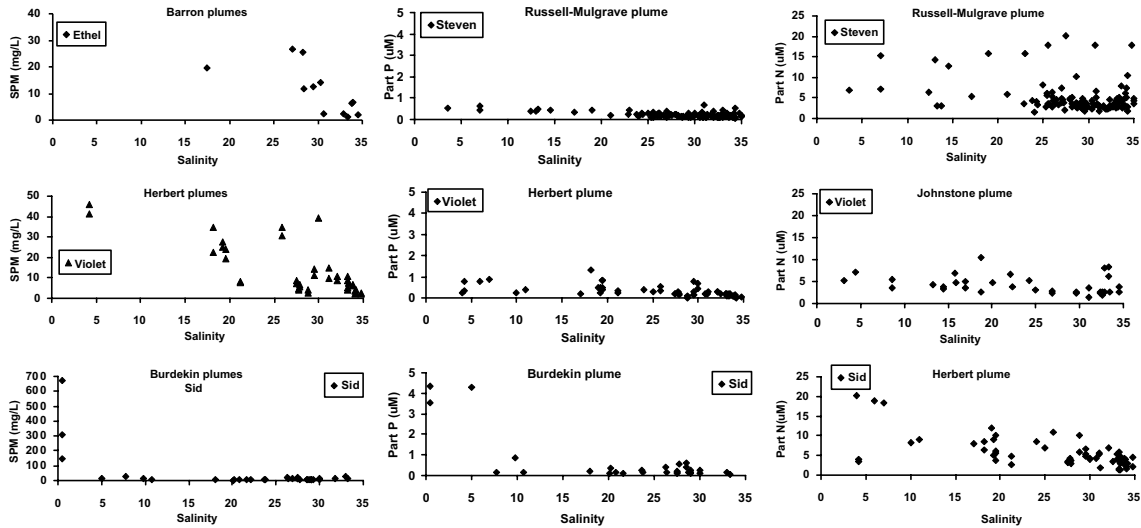 Barron plumes
SPM (mg/L)
40
30
20
10
0
Ethel
0 5 10 15 20 25 30 35
Salinity
Russell-Mulgrave plume
Part P (uM)
5
4
3
2
1
0
Steven
0 5 10 15 20 25 30 35
Salinity
Russell-Mulgrave plume
Part N (uM)
25
20
15
10
5
0
Steven
0 5 10 15 20 25 30 35
Salinity
Herbert plumes
SPM (mg/L)
50
40
30
20
10
0
Violet
0 5 10 15 20 25 30 35
Salinity
Herbert plume
Part P (uM)
5
4
3
2
1
0
Violet
0 5 10 15 20 25 30 35
Salinity
Johnstone plume
Part N (uM)
25
20
15
10
5
0
Violet
0 5 10 15 20 25 30 35
Salinity
Burdekin plumes
Sid
SPM (mg/L)
700
600
500
400
300
200
100
0
Sid
0 5 10 15 20 25 30 35
Salinity
Burdekin plume
Part P (uM)
5
4
3
2
1
0
Sid
0 5 10 15 20 25 30 35
Salinity
Herbert plume
Part N(uM)
25
20
15
10
5
0
Sid
0 5 10 15 20 25 30 35
Salinity